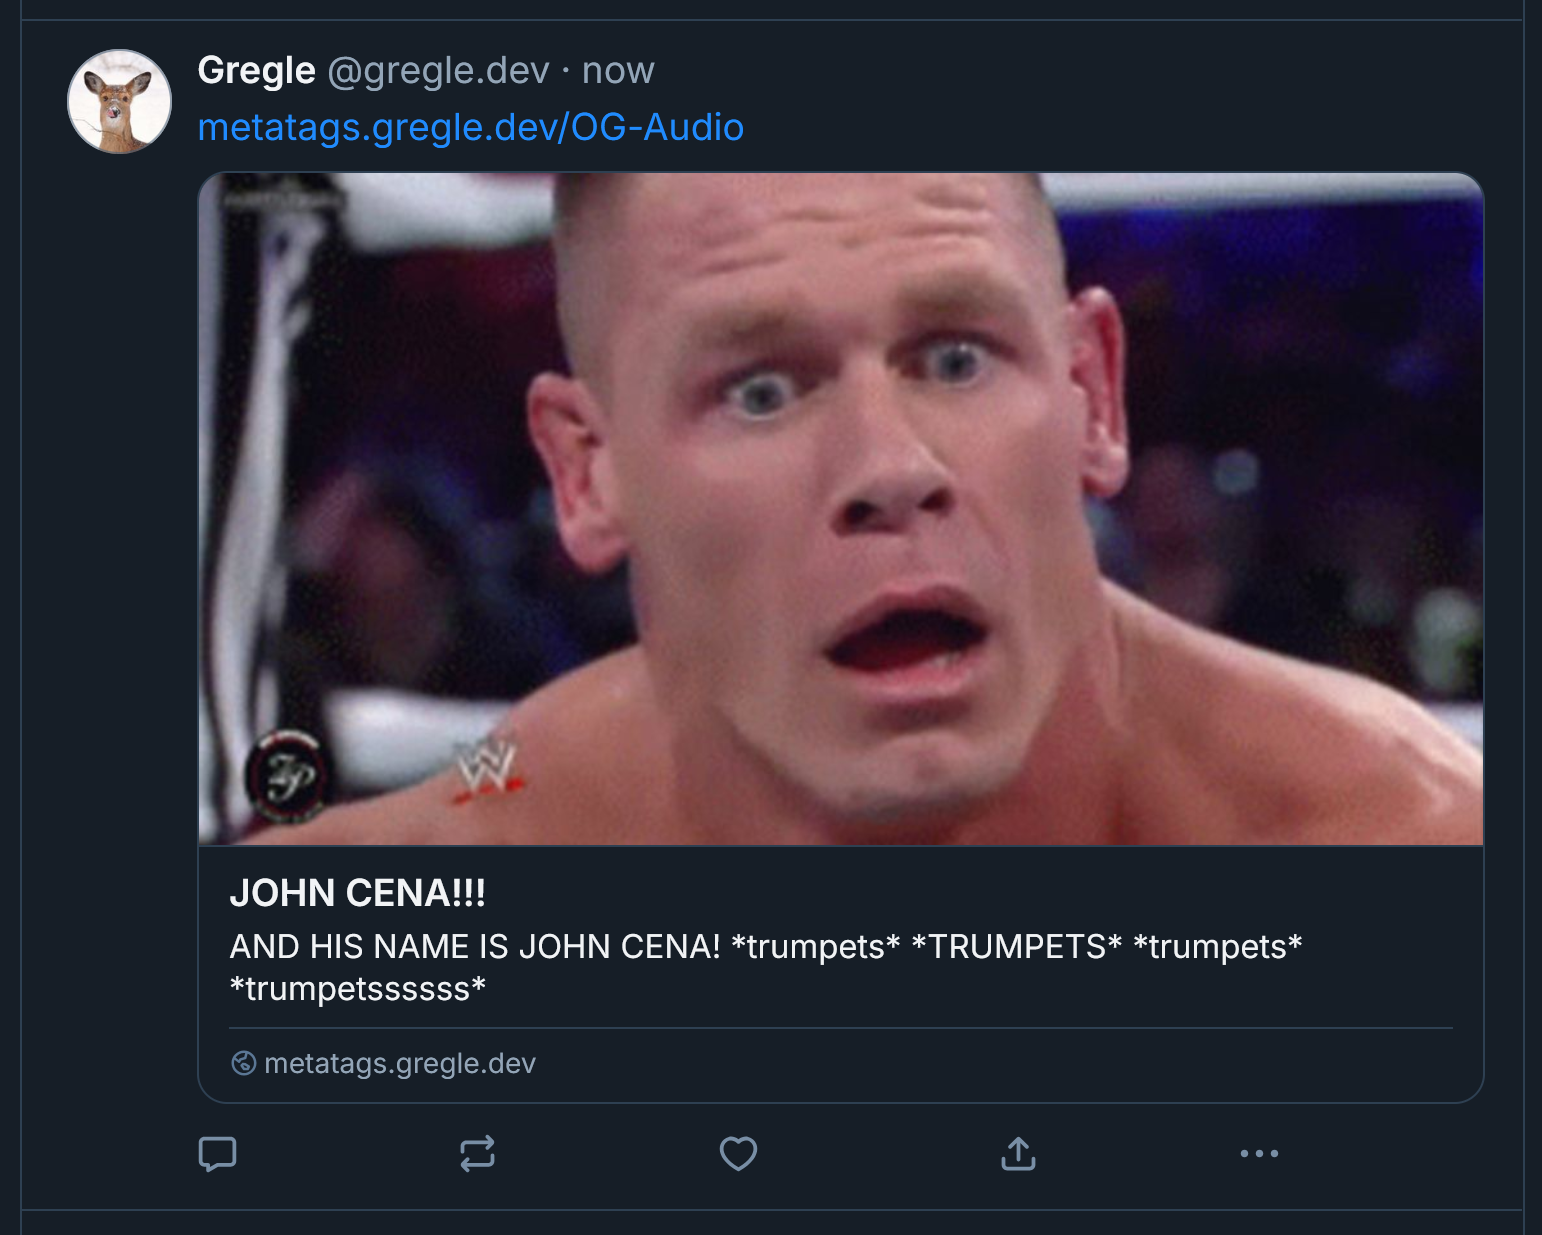 Gregle @gregle.dev · now
metatags.gregle.dev/OG-Audio
W
JOHN CENA!!!
AND HIS NAME IS JOHN CENA! *trumpets* *TRUMPETS* *trumpets*
*trumpetssssss*
metatags.gregle.dev